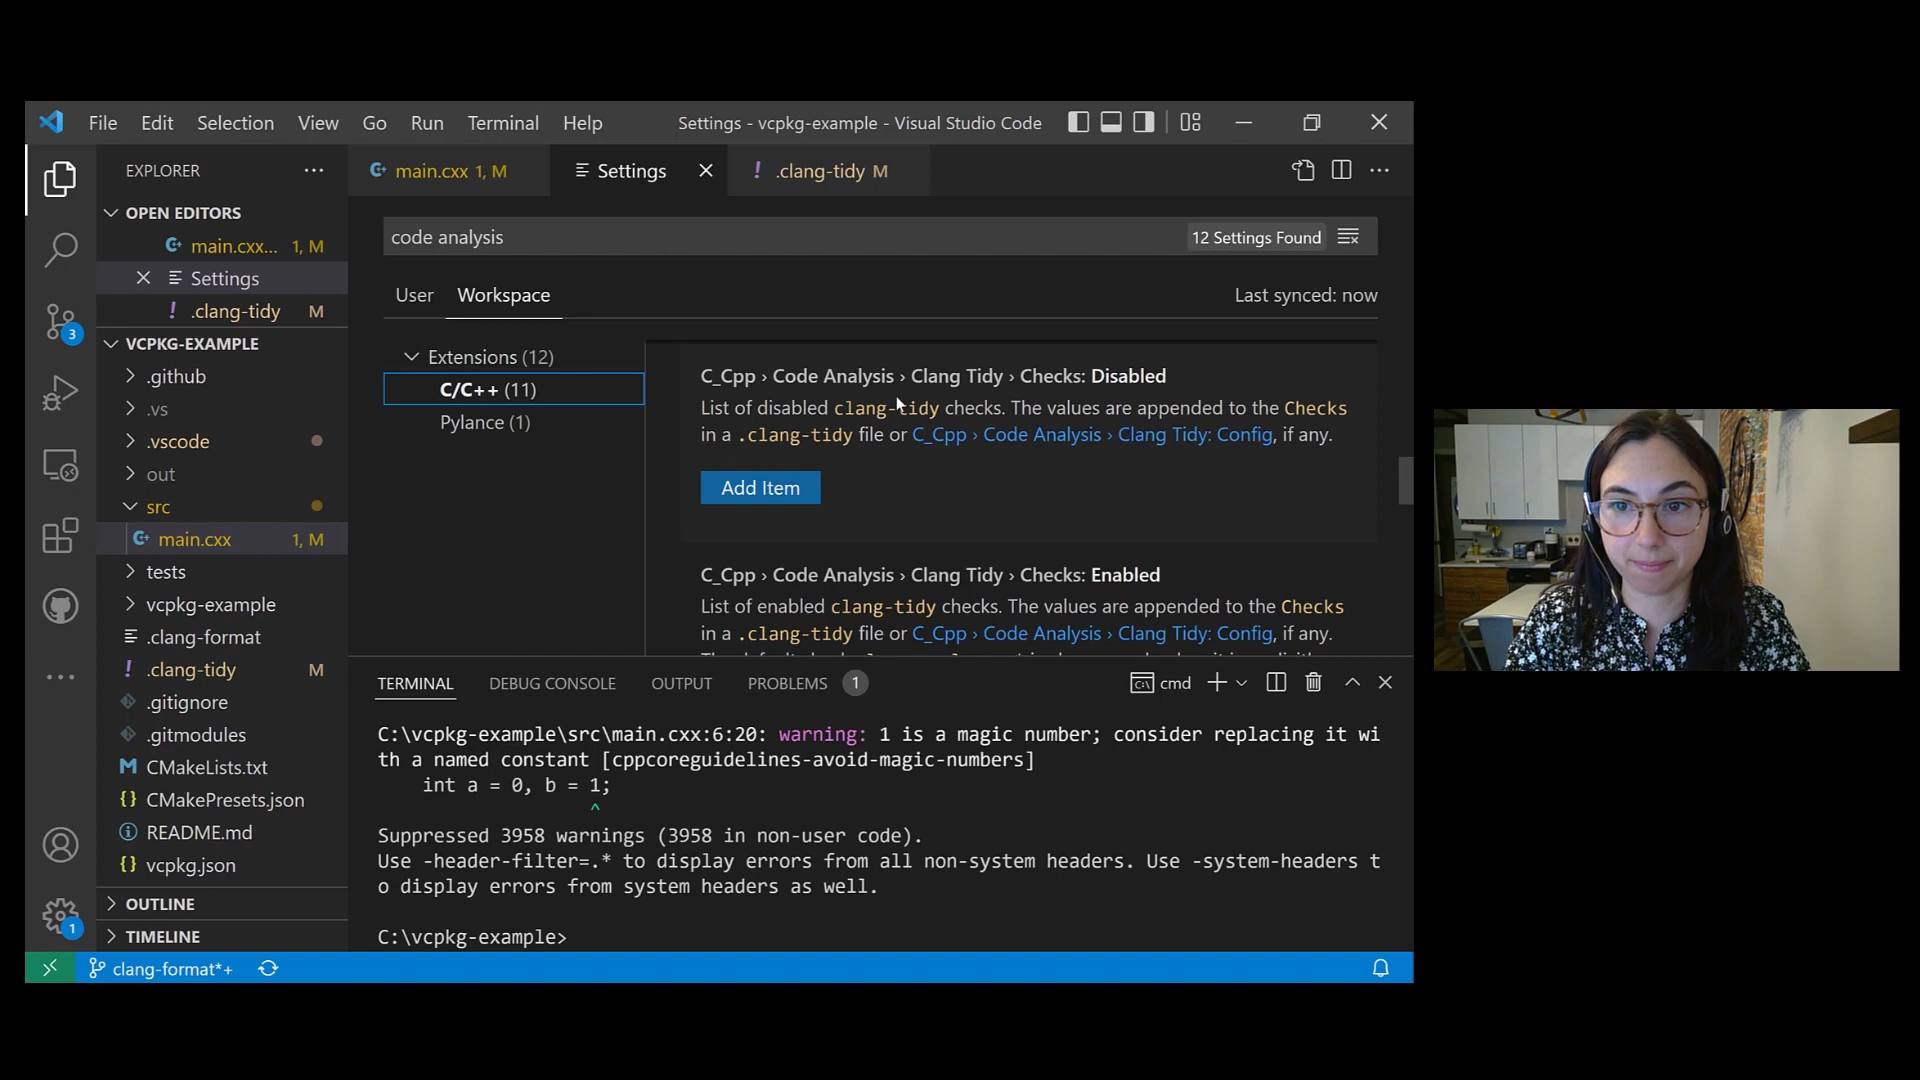 File Edit Selection View Go Run Terminal Help Settings - vcpkg-example - Visual Studio Code
EXPLORER
main.cxx 1, M Settings .clang-tidy M
OPEN EDITORS
main.cxx... 1, M
Settings
.clang-tidy M
VCPKG-EXAMPLE
.github
.vs
.vscode
out
src
main.cxx 1, M
tests
vcpkg-example
.clang-format
.clang-tidy M
.gitignore
.gitmodules
CMakeLists.txt
CMakePresets.json
README.md
vcpkg.json
OUTLINE
TIMELINE
3
1
code analysis 12 Settings Found
User Workspace Last synced: now
Extensions (12)
C/C++ (11)
Pylance (1)
C_Cpp › Code Analysis › Clang Tidy › Checks: Disabled
List of disabled clang-tidy checks. The values are appended to the Checks
in a .clang-tidy file or C_Cpp › Code Analysis › Clang Tidy: Config, if any.
Add Item
C_Cpp › Code Analysis › Clang Tidy › Checks: Enabled
List of enabled clang-tidy checks. The values are appended to the Checks
in a .clang-tidy file or C_Cpp › Code Analysis › Clang Tidy: Config, if any.
TERMINAL DEBUG CONSOLE OUTPUT PROBLEMS 1 cmd
C:\vcpkg-example\src\main.cxx:6:20: warning: 1 is a magic number; consider replacing it wi
th a named constant [cppcoreguidelines-avoid-magic-numbers]
int a = 0, b = 1;
^
Suppressed 3958 warnings (3958 in non-user code).
Use -header-filter=.* to display errors from all non-system headers. Use -system-headers t
o display errors from system headers as well.
C:\vcpkg-example>
clang-format*+